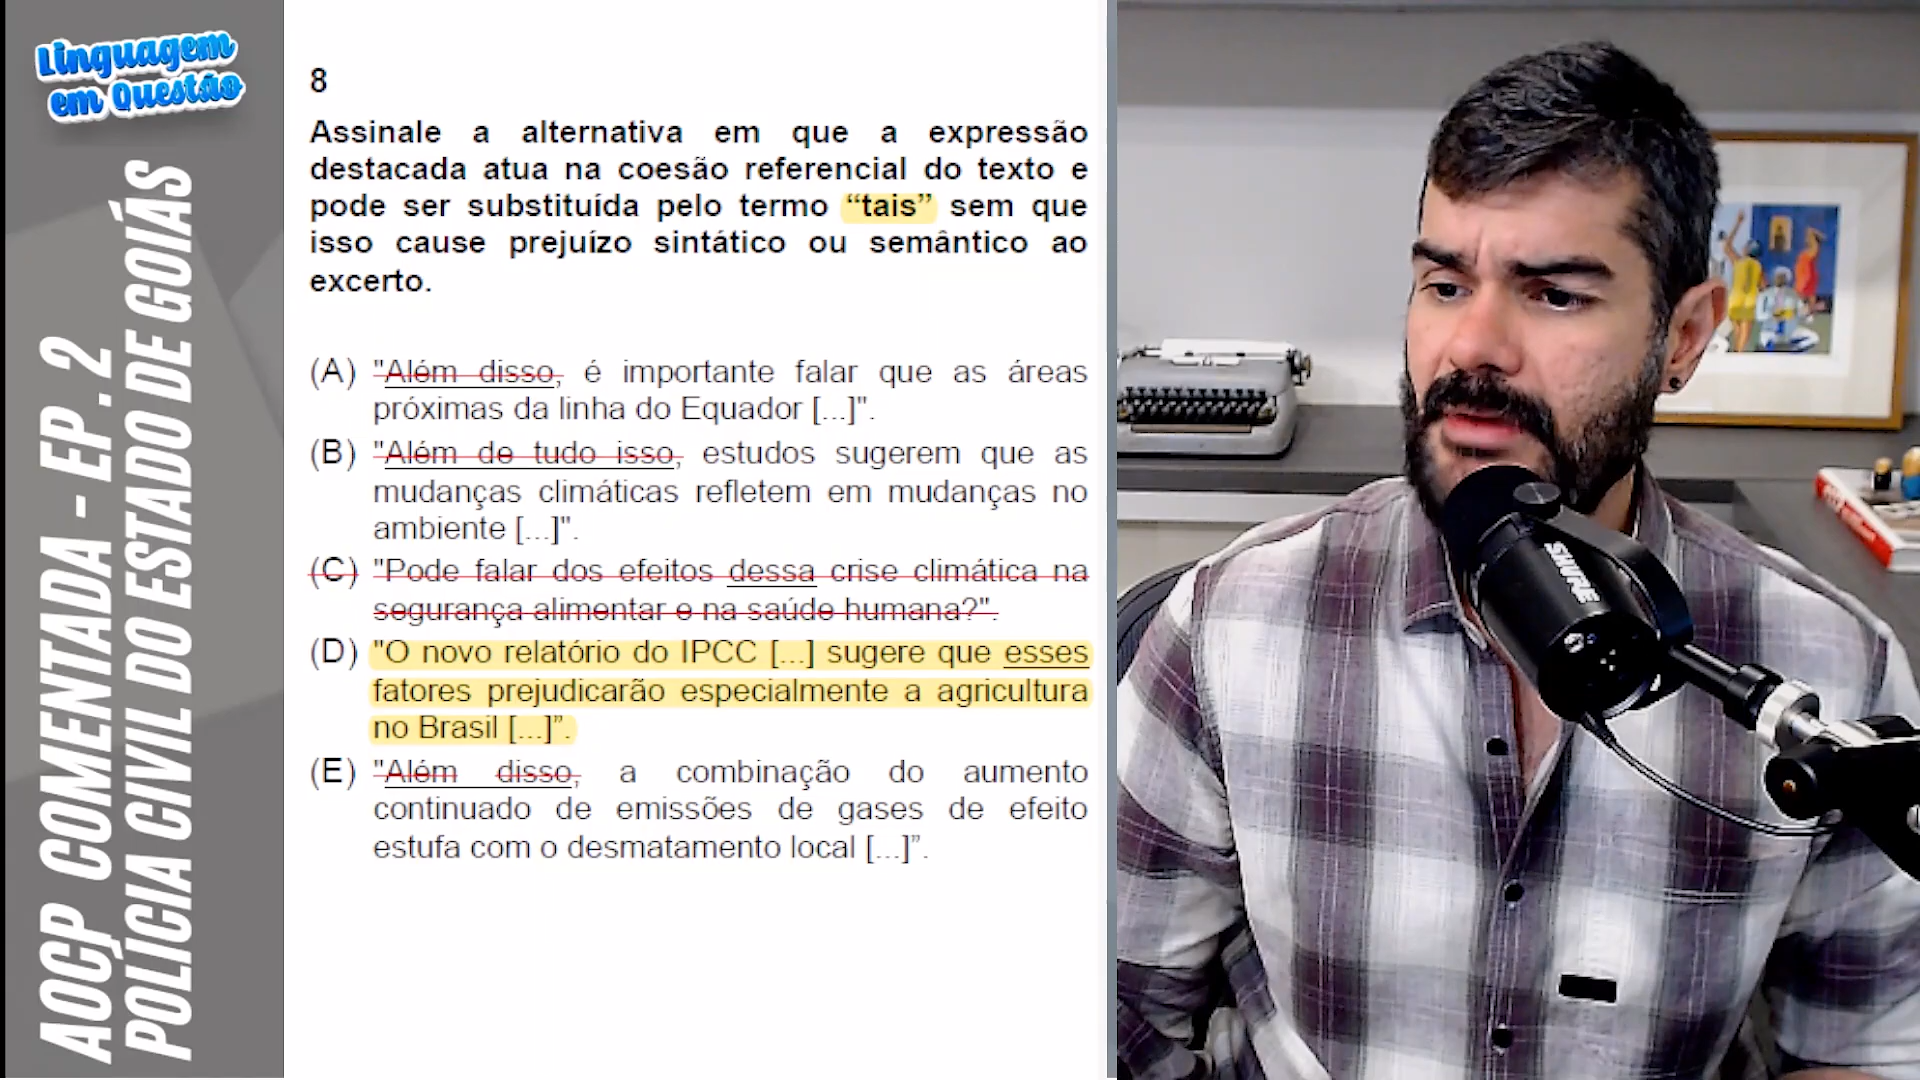 Linguagem
em Questão
AOCP COMENTADA - EP. 2
POLÍCIA CIVIL DO ESTADO DE GOIÁS
8
Assinale a alternativa em que a expressão
destacada atua na coesão referencial do texto e
pode ser substituída pelo termo “tais” sem que
isso cause prejuízo sintático ou semântico ao
excerto.
(A) "Além disso, é importante falar que as áreas
próximas da linha do Equador [...]".
(B) "Além de tudo isso, estudos sugerem que as
mudanças climáticas refletem em mudanças no
ambiente [...]".
(C) "Pode falar dos efeitos dessa crise climática na
segurança alimentar e na saúde humana?".
(D) "O novo relatório do IPCC [...] sugere que esses
fatores prejudicarão especialmente a agricultura
no Brasil [...]”.
(E) "Além disso, a combinação do aumento
continuado de emissões de gases de efeito
estufa com o desmatamento local [...]”.
SHURE